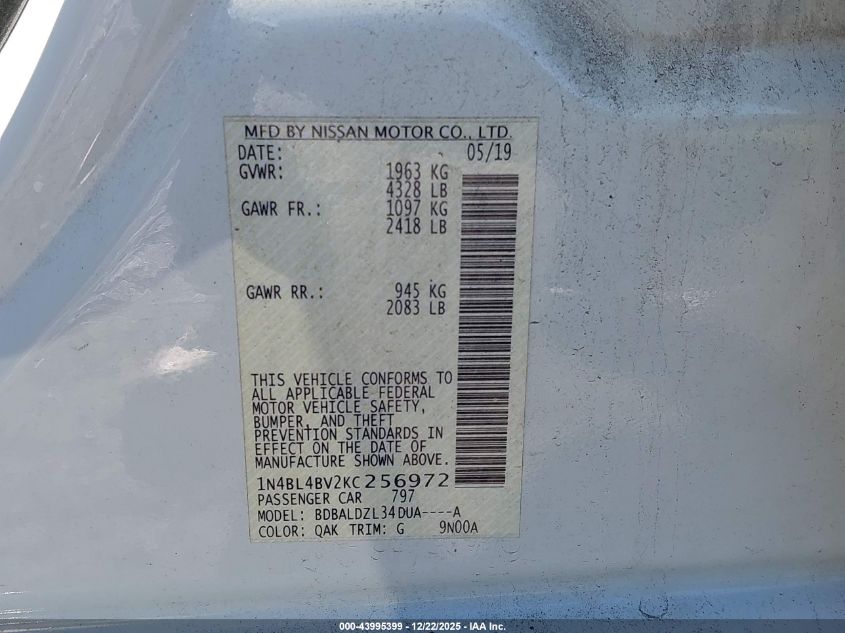 MFD BY NISSAN MOTOR CO., LTD.
DATE: 05/19
GVWR: 1963 KG
4328 LB
GAWR FR.: 1097 KG
2418 LB
GAWR RR.: 945 KG
2083 LB
THIS VEHICLE CONFORMS TO
ALL APPLICABLE FEDERAL
MOTOR VEHICLE SAFETY,
BUMPER, AND THEFT
PREVENTION STANDARDS IN
EFFECT ON THE DATE OF
MANUFACTURE SHOWN ABOVE.
1N4BL4BV2KC256972
PASSENGER CAR 797
MODEL: BDBALDZL34DUA----A
COLOR: QAK TRIM: G 9N00A
000-43995399 - 12/22/2025 - IAA Inc.